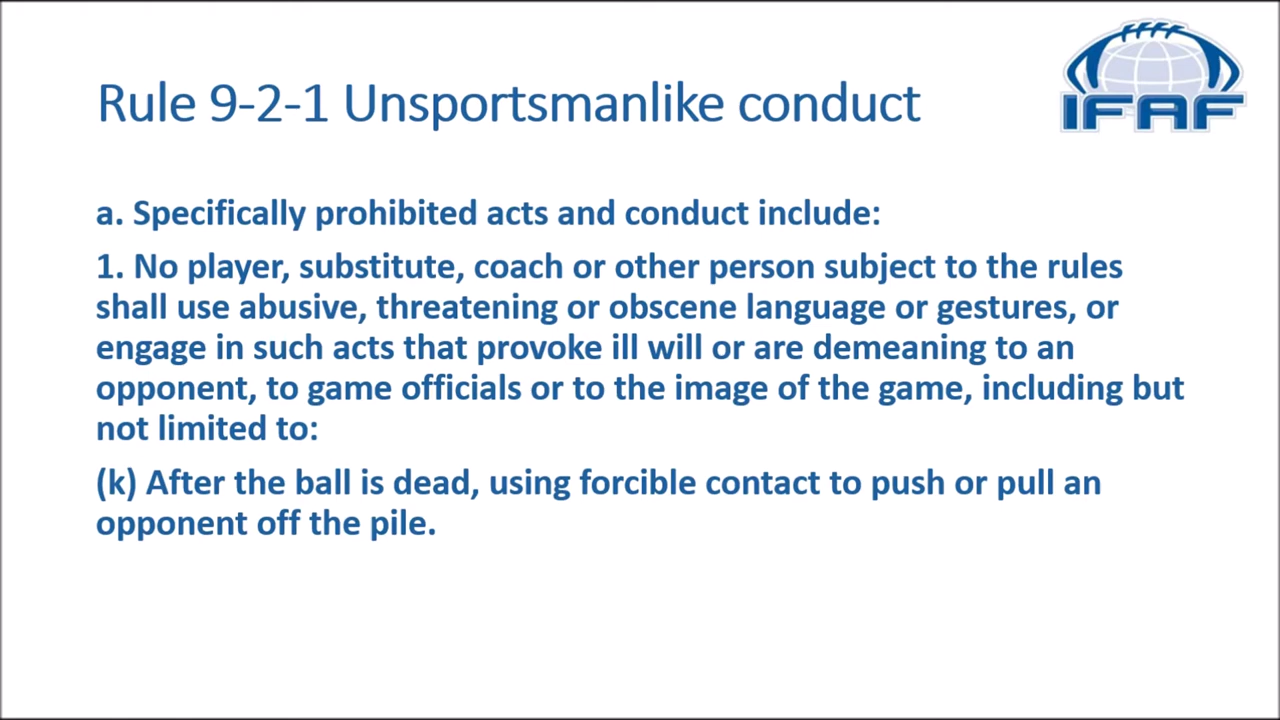 Rule 9-2-1 Unsportsmanlike conduct
IFAF
a. Specifically prohibited acts and conduct include:
1. No player, substitute, coach or other person subject to the rules
shall use abusive, threatening or obscene language or gestures, or
engage in such acts that provoke ill will or are demeaning to an
opponent, to game officials or to the image of the game, including but
not limited to:
(k) After the ball is dead, using forcible contact to push or pull an
opponent off the pile.